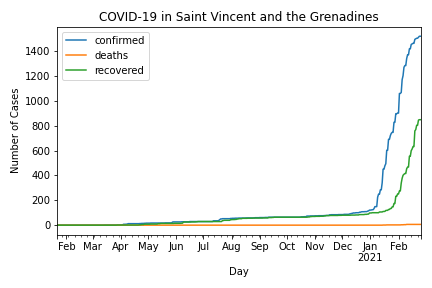 COVID-19 in Saint Vincent and the Grenadines
confirmed
deaths
recovered
Number of Cases
1400
1200
1000
800
600
400
200
0
Feb Mar Apr May Jun Jul Aug Sep Oct Nov Dec Jan Feb
2021
Day